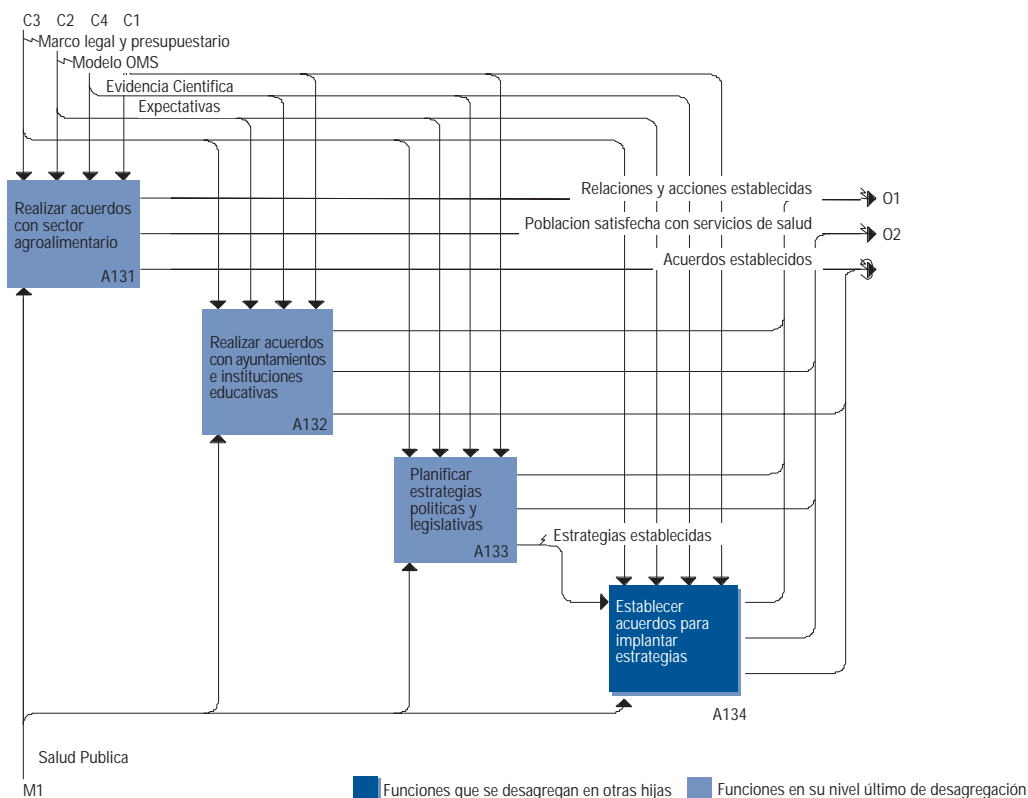 C3 C2 C4 C1
Marco legal y presupuestario
Modelo OMS
Evidencia Cientifica
Expectativas
Realizar acuerdos
con sector
agroalimentario
A131
Relaciones y acciones establecidas
O1
Poblacion satisfecha con servicios de salud
O2
Acuerdos establecidos
Realizar acuerdos
con ayuntamientos
e instituciones
educativas
A132
Planificar
estrategias
politicas y
legislativas
A133
Estrategias establecidas
Establecer
acuerdos para
implantar
estrategias
A134
Salud Publica
M1
Funciones que se desagregan en otras hijas
Funciones en su nivel último de desagregación